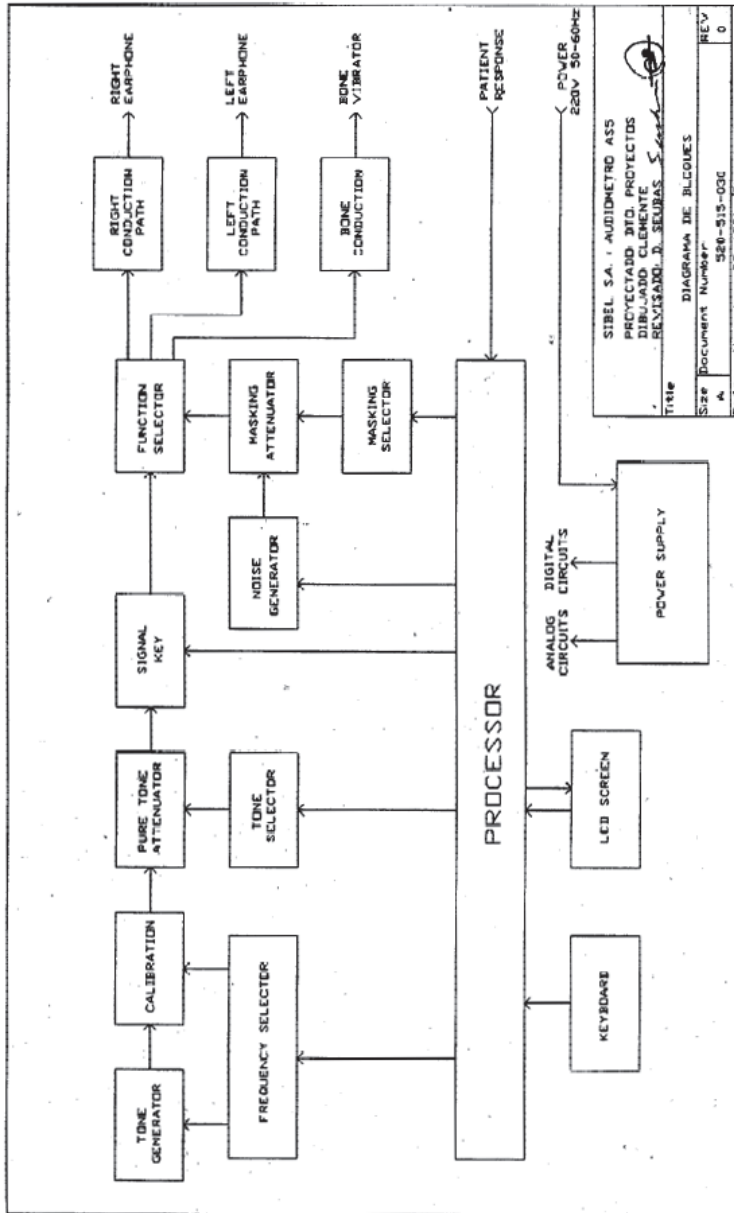 TONE
GENERATOR
CALIBRATION
PURE TONE
ATTENUATOR
SIGNAL
KEY
FUNCTION
SELECTOR
RIGHT
CONDUCTION
PATH
RIGHT
EARPHONE
LEFT
CONDUCTION
PATH
LEFT
EARPHONE
BONE
CONDUCTION
BONE
VIBRATOR
FREQUENCY SELECTOR
TONE
SELECTOR
NOISE
GENERATOR
MASKING
ATTENUATOR
MASKING
SELECTOR
PROCESSOR
PATIENT
RESPONSE
KEYBOARD
LED SCREEN
ANALOG
CIRCUITS
DIGITAL
CIRCUITS
POWER SUPPLY
POWER
220V 50-60Hz
SIBEL S.A. : AUDIOMETRO AS5
PROYECTADO: DTO. PROYECTOS
DIBUJADO: CLEMENTE
REVISADO: D. SEUBAS
Title
DIAGRAMA DE BLOQUES
Size Document Number REV
A 520-515-030 0